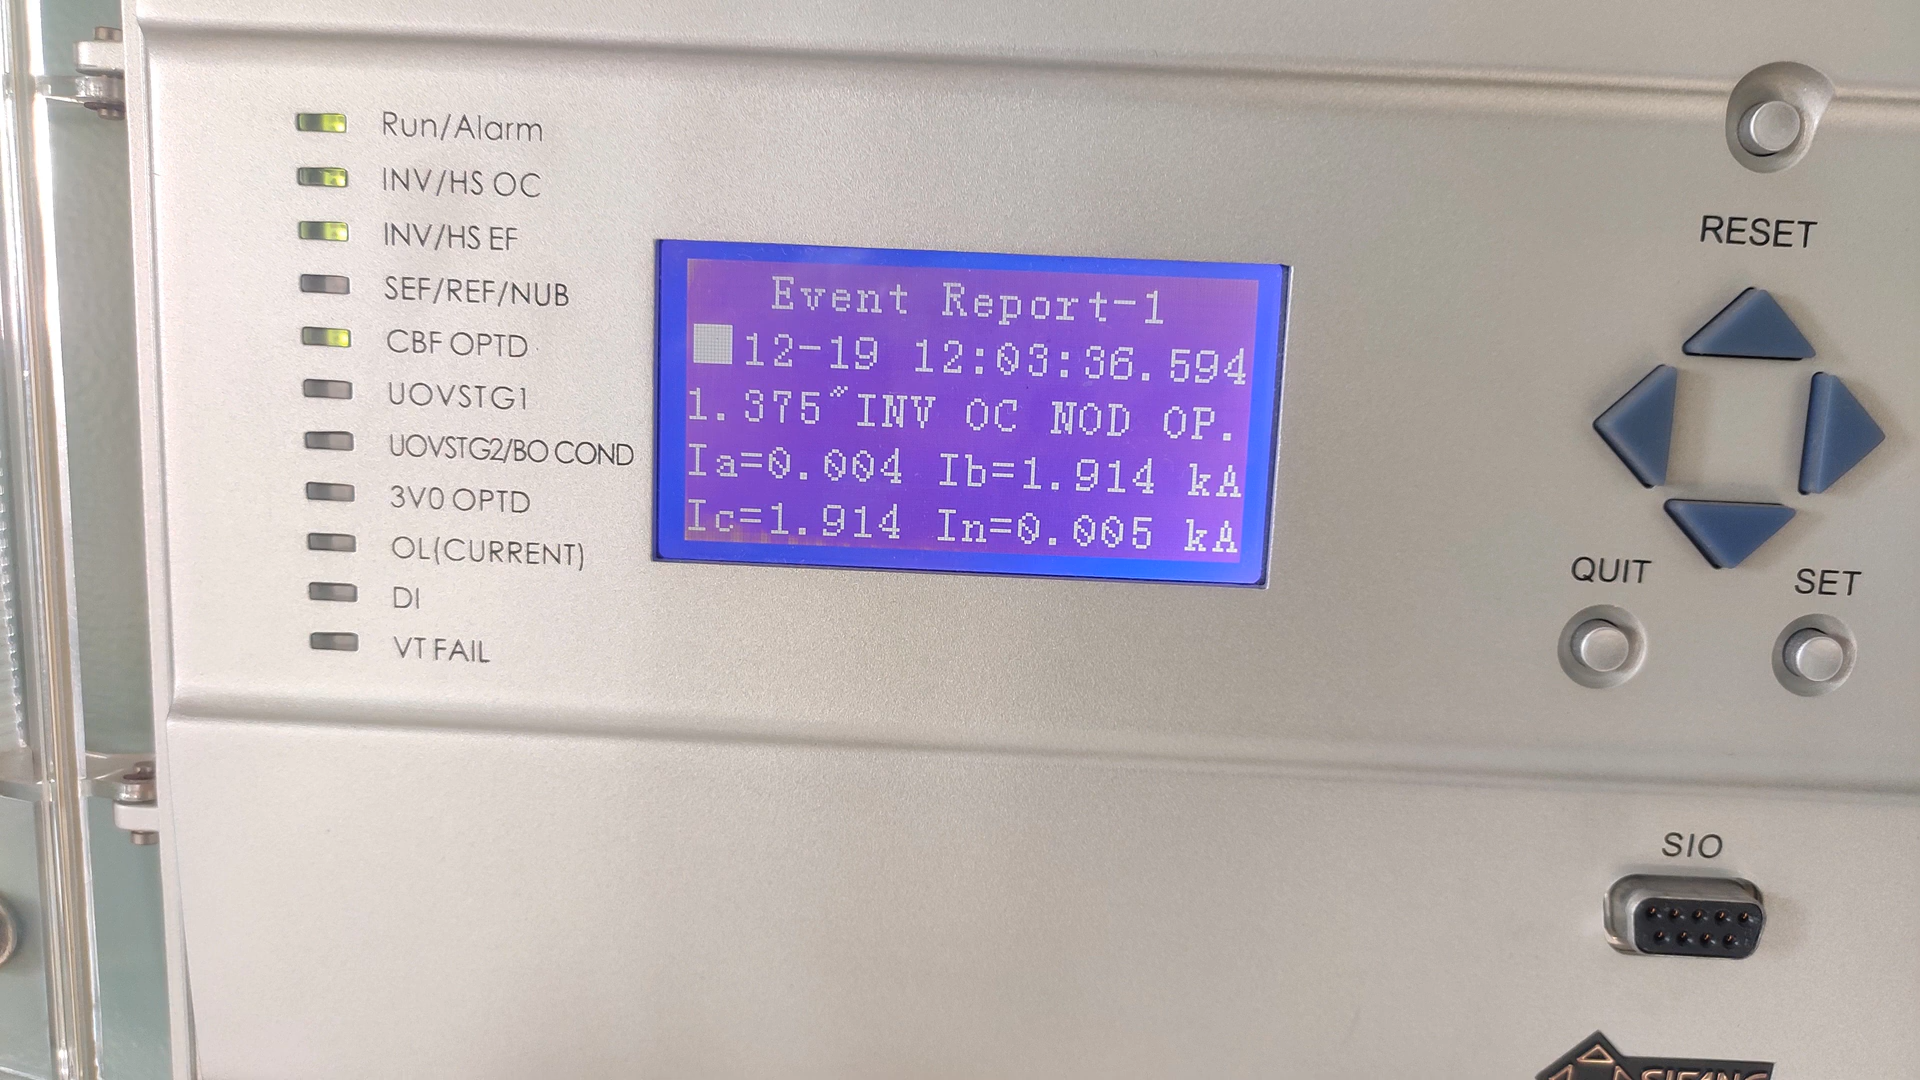 Run/Alarm
INV/HS OC
INV/HS EF
SEF/REF/NUB
CBF OPTD
UOVSTG1
UOVSTG2/BO COND
3V0 OPTD
OL(CURRENT)
DI
VT FAIL
Event Report-1
12-19 12:03:36.594
1.375"INV OC NOD OP.
Ia=0.004 Ib=1.914 kA
Ic=1.914 In=0.005 kA
RESET
QUIT
SET
SIO